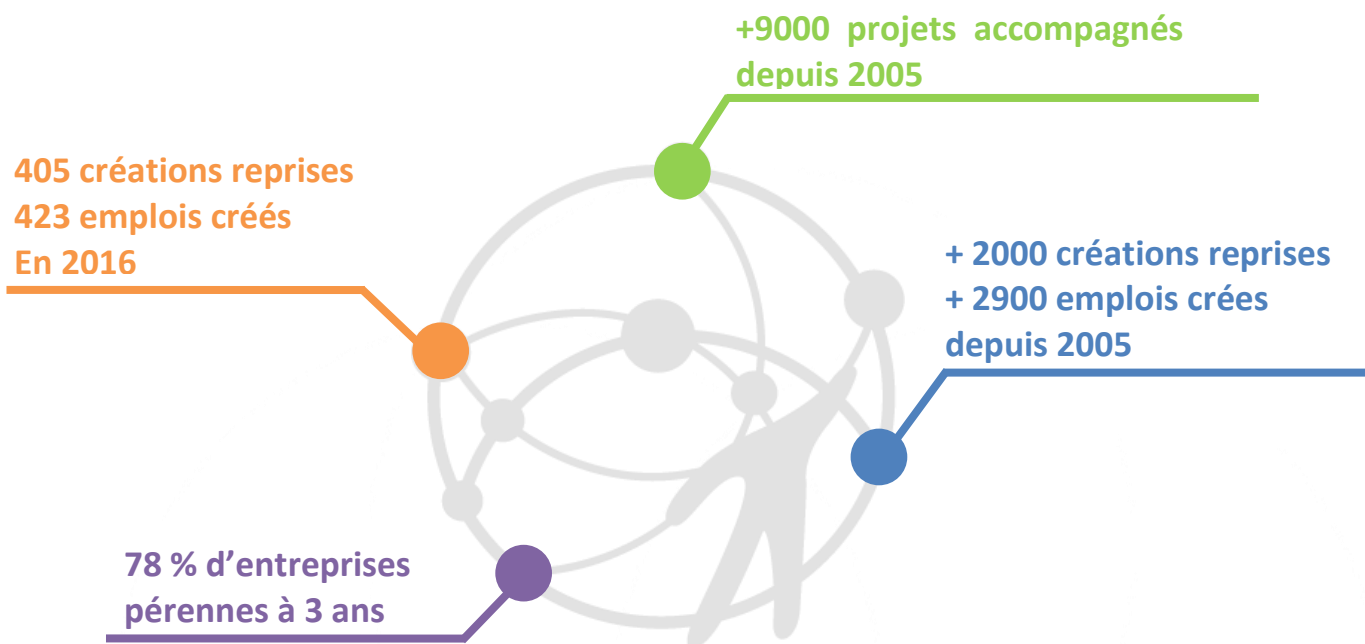 +9000 projets accompagnés
depuis 2005
405 créations reprises
423 emplois créés
En 2016
+ 2000 créations reprises
+ 2900 emplois crées
depuis 2005
78 % d’entreprises
pérennes à 3 ans